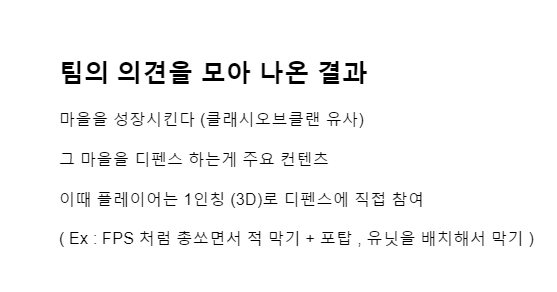 팀의 의견을 모아 나온 결과
마을을 성장시킨다 (클래시오브클랜 유사)
그 마을을 디펜스 하는게 주요 컨텐츠
이때 플레이어는 1인칭 (3D)로 디펜스에 직접 참여
( Ex : FPS 처럼 총쏘면서 적 막기 + 포탑 , 유닛을 배치해서 막기 )